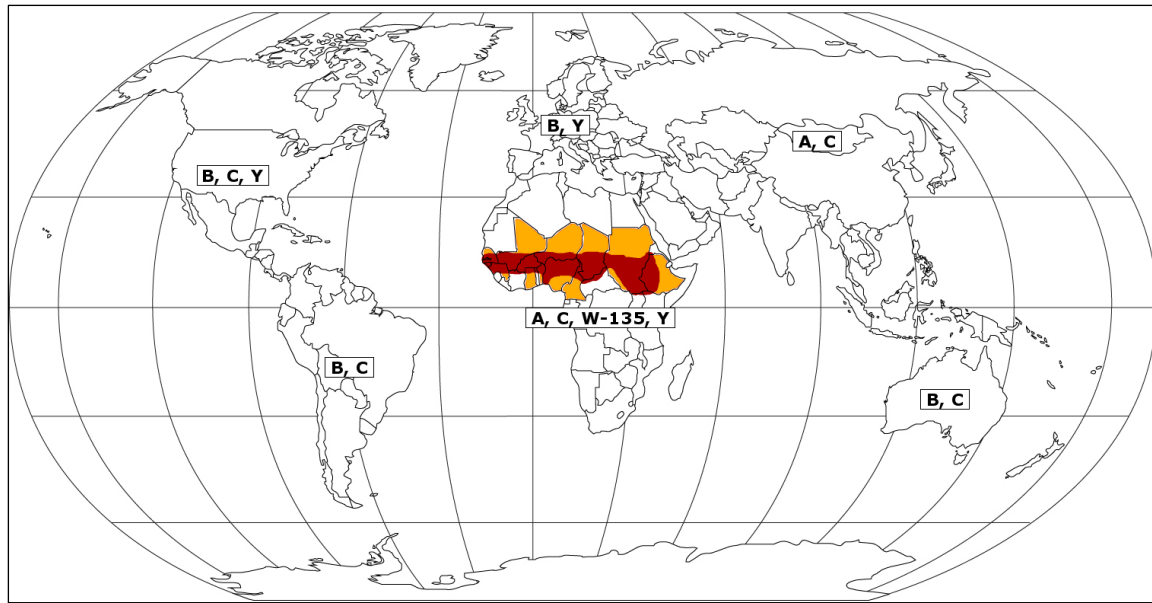 B, Y
A, C
B, C, Y
A, C, W-135, Y
B, C
B, C